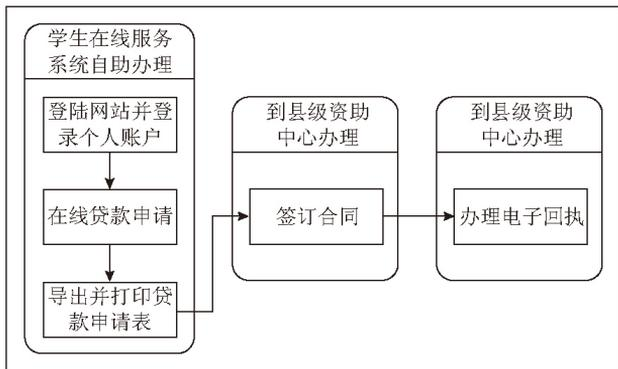 学生在线服务
系统自助办理
登陆网站并登
录个人账户
在线贷款申请
导出并打印贷
款申请表
到县级资助
中心办理
签订合同
到县级资助
中心办理
办理电子回执